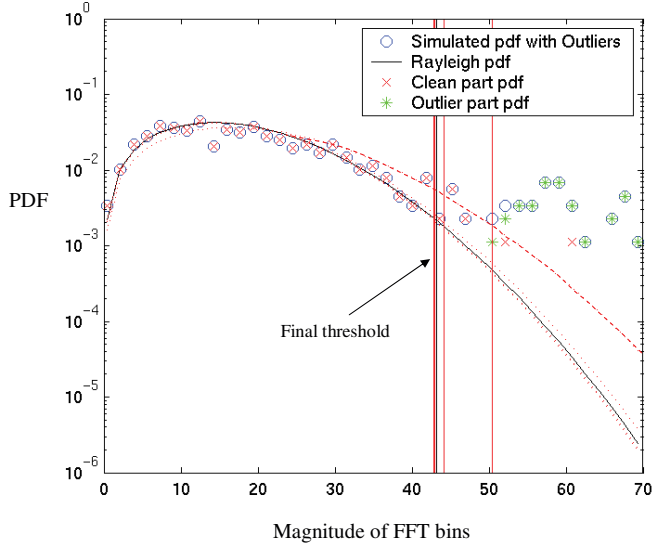 10^0
10^-1
10^-2
10^-3
10^-4
10^-5
10^-6
PDF
Simulated pdf with Outliers
Rayleigh pdf
Clean part pdf
Outlier part pdf
Final threshold
0 10 20 30 40 50 60 70
Magnitude of FFT bins